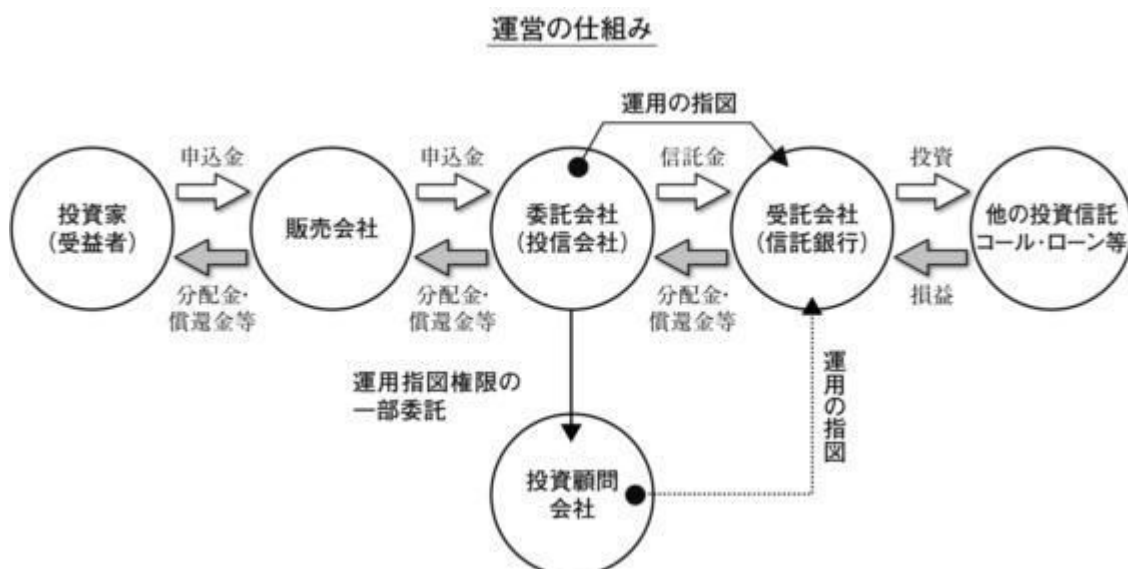 運営の仕組み
運用の指図
申込金
申込金
信託金
投資
投資家
（受益者）
販売会社
委託会社
（投信会社）
受託会社
（信託銀行）
他の投資信託
コール・ローン等
分配金・
償還金等
分配金・
償還金等
分配金・
償還金等
損益
運用指図権限の
一部委託
運用の指図
投資顧問
会社